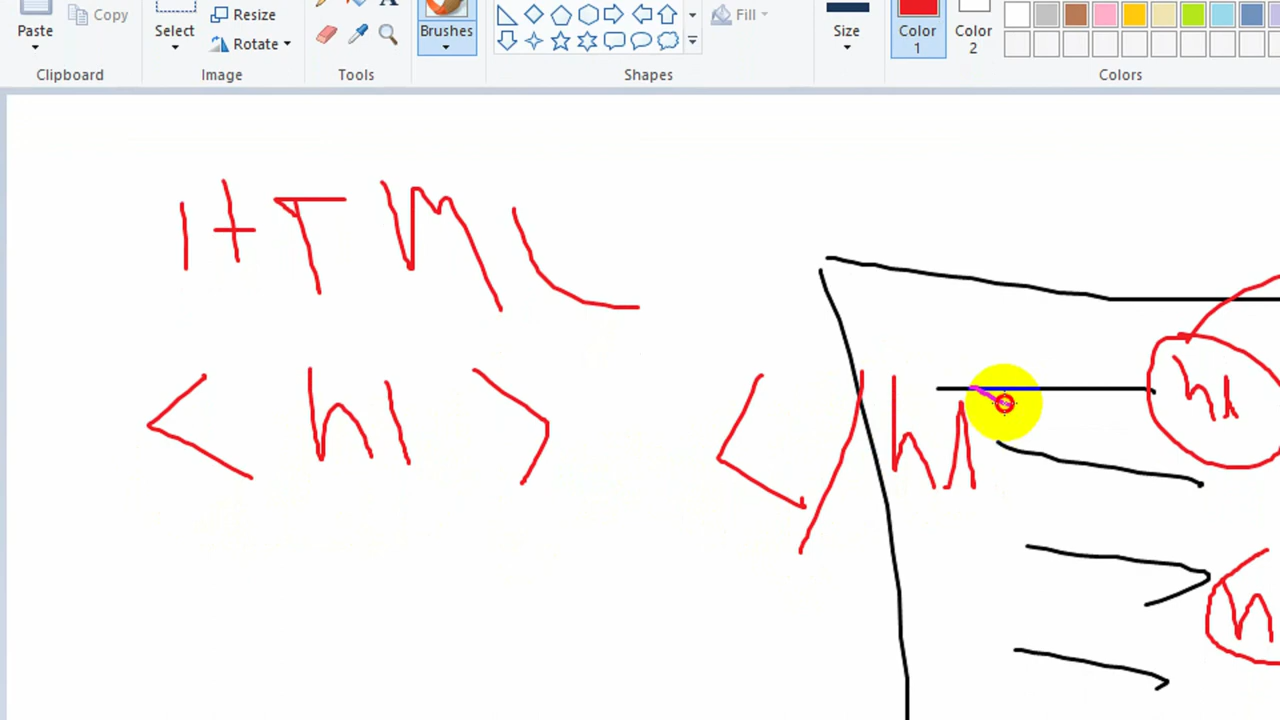 Copy
Resize
Paste
Select
Rotate
Brushes
Fill
Size
Color 1
Color 2
Clipboard
Image
Tools
Shapes
Colors
HTML
<h1> </h1
h1
h